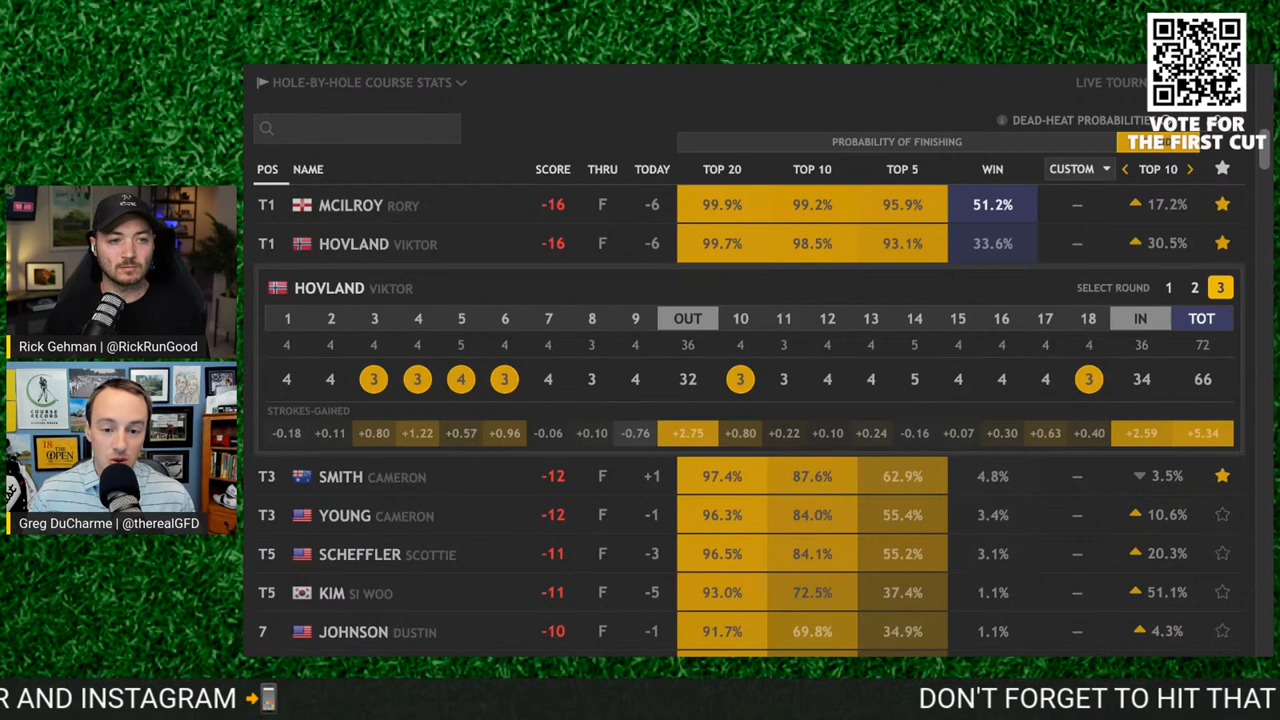 HOLE-BY-HOLE COURSE STATS
LIVE TOURN
VOTE FOR
THE FIRST CUT
DEAD-HEAT PROBABILITIE
PROBABILITY OF FINISHING
POS NAME SCORE THRU TODAY TOP 20 TOP 10 TOP 5 WIN CUSTOM TOP 10
T1 MCILROY RORY -16 F -6 99.9% 99.2% 95.9% 51.2% — 17.2%
T1 HOVLAND VIKTOR -16 F -6 99.7% 98.5% 93.1% 33.6% — 30.5%
HOVLAND VIKTOR SELECT ROUND 1 2 3
1 2 3 4 5 6 7 8 9 OUT 10 11 12 13 14 15 16 17 18 IN TOT
4 4 4 4 5 4 4 3 4 36 4 3 4 4 5 4 4 4 4 36 72
4 4 3 3 4 3 4 3 4 32 3 3 4 4 5 4 4 4 3 34 66
STROKES-GAINED
-0.18 +0.11 +0.80 +1.22 +0.57 +0.96 -0.06 +0.10 -0.76 +2.75 +0.80 +0.22 +0.10 +0.24 -0.16 +0.07 +0.30 +0.63 +0.40 +2.59 +5.34
T3 SMITH CAMERON -12 F +1 97.4% 87.6% 62.9% 4.8% — 3.5%
T3 YOUNG CAMERON -12 F -1 96.3% 84.0% 55.4% 3.4% — 10.6%
T5 SCHEFFLER SCOTTIE -11 F -3 96.5% 84.1% 55.2% 3.1% — 20.3%
T5 KIM SI WOO -11 F -5 93.0% 72.5% 37.4% 1.1% — 51.1%
7 JOHNSON DUSTIN -10 F -1 91.7% 69.8% 34.9% 1.1% — 4.3%
Rick Gehman | @RickRunGood
COURSE
RECORD
18
THE OPEN
Greg DuCharme | @therealGFD
R AND INSTAGRAM
DON'T FORGET TO HIT THAT